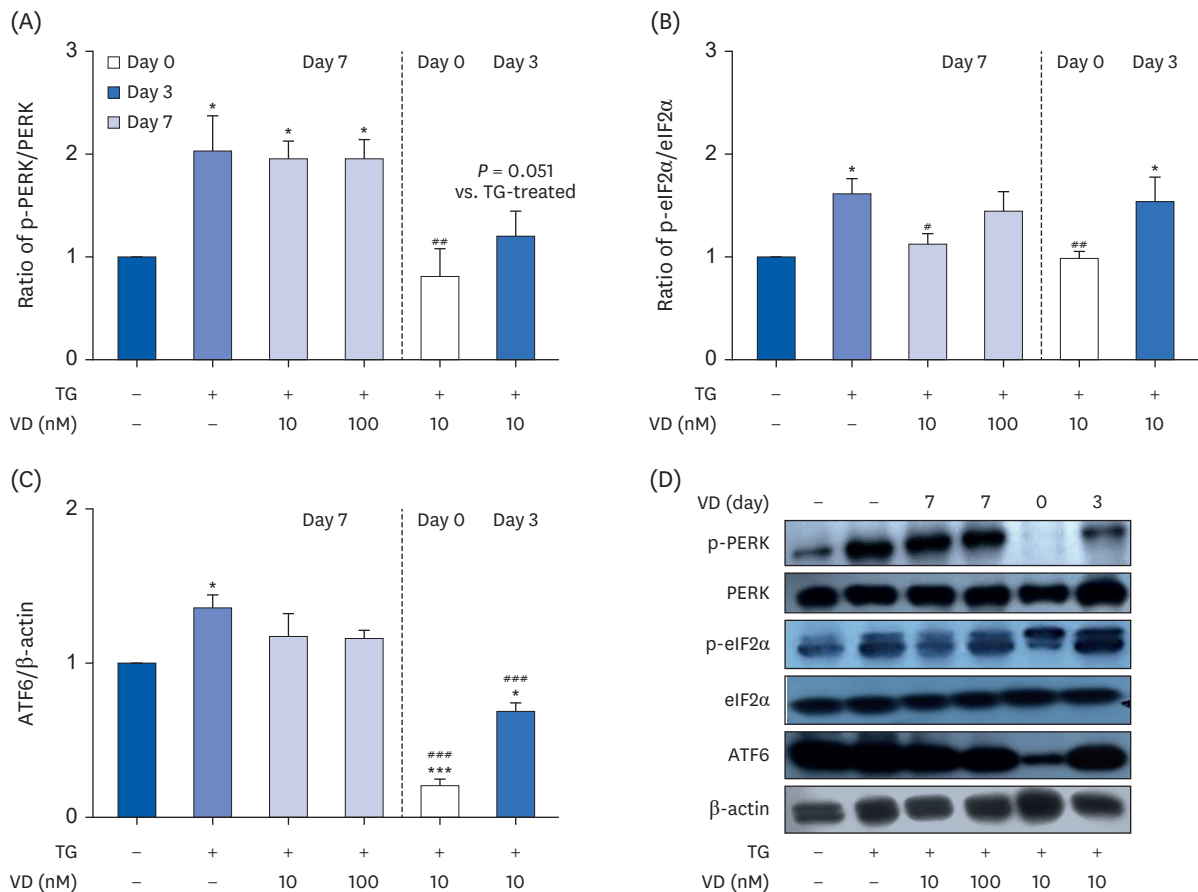 (A)
Ratio of p-PERK/PERK
3
2
1
0
Day 0
Day 3
Day 7
Day 7 Day 0 Day 3
* * * ## P = 0.051
vs. TG-treated
TG – + + + + +
VD (nM) – – 10 100 10 10
(B)
Ratio of p-eIF2α/eIF2α
3
2
1
0
Day 7 Day 0 Day 3
* # ## *
TG – + + + + +
VD (nM) – – 10 100 10 10
(C)
ATF6/β-actin
2
1
0
Day 7 Day 0 Day 3
*
###
***
###
*
TG – + + + + +
VD (nM) – – 10 100 10 10
(D)
VD (day) – – 7 7 0 3
p-PERK
PERK
p-eIF2α
eIF2α
ATF6
β-actin
TG – + + + + +
VD (nM) – – 10 100 10 10